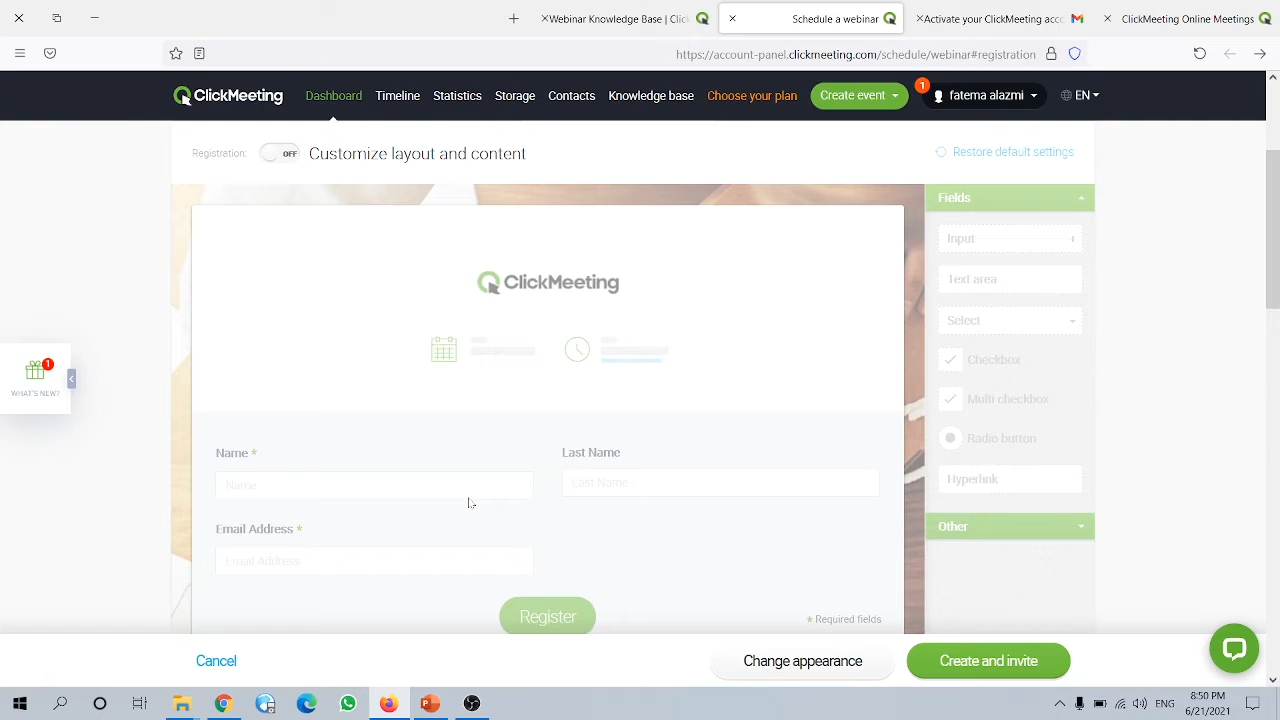 Webinar Knowledge Base | Click
Schedule a webinar
Activate your ClickMeeting acc
ClickMeeting Online Meetings
https://account-panel.clickmeeting.com/schedule/webinar#registration
ClickMeeting Dashboard Timeline Statistics Storage Contacts Knowledge base Choose your plan Create event 1 fatema alazmi EN
Registration: OFF Customize layout and content Restore default settings
Fields
Input
ClickMeeting
Text area
Select
Checkbox
1
WHAT'S NEW?
Multi checkbox
Radio button
Name * Last Name
Name Last Name
Hyperlink
Email Address *
Other
Email Address
Register
* Required fields
Cancel Change appearance Create and invite
English 8:50 PM
6/21/2021